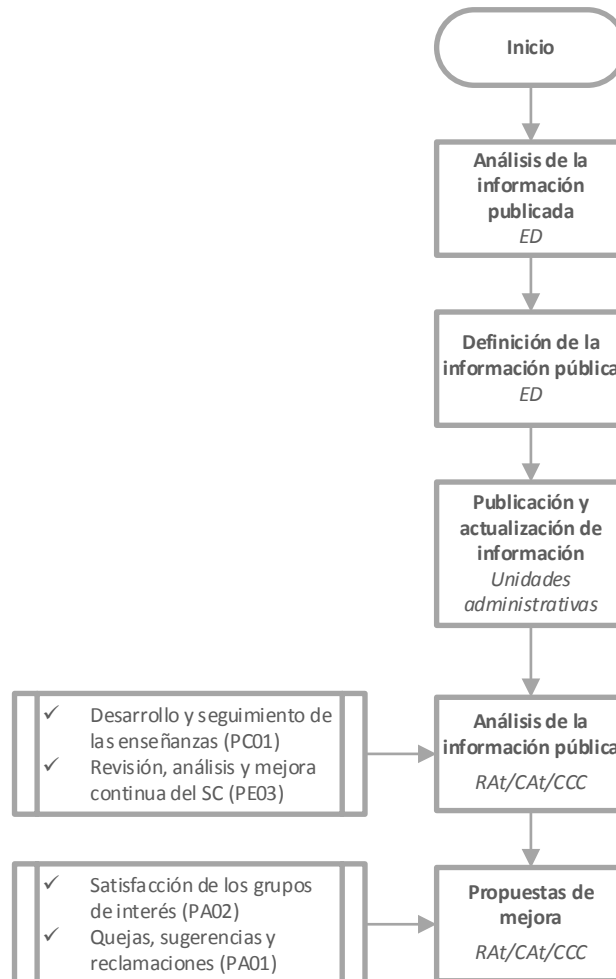 Inicio
Análisis de la
información
publicada
ED
Definición de la
información pública
ED
Publicación y
actualización de
información
Unidades
administrativas
✓ Desarrollo y seguimiento de
las enseñanzas (PC01)
✓ Revisión, análisis y mejora
continua del SC (PE03)
Análisis de la
información pública
RAt/CAt/CCC
✓ Satisfacción de los grupos
de interés (PA02)
✓ Quejas, sugerencias y
reclamaciones (PA01)
Propuestas de
mejora
RAt/CAt/CCC